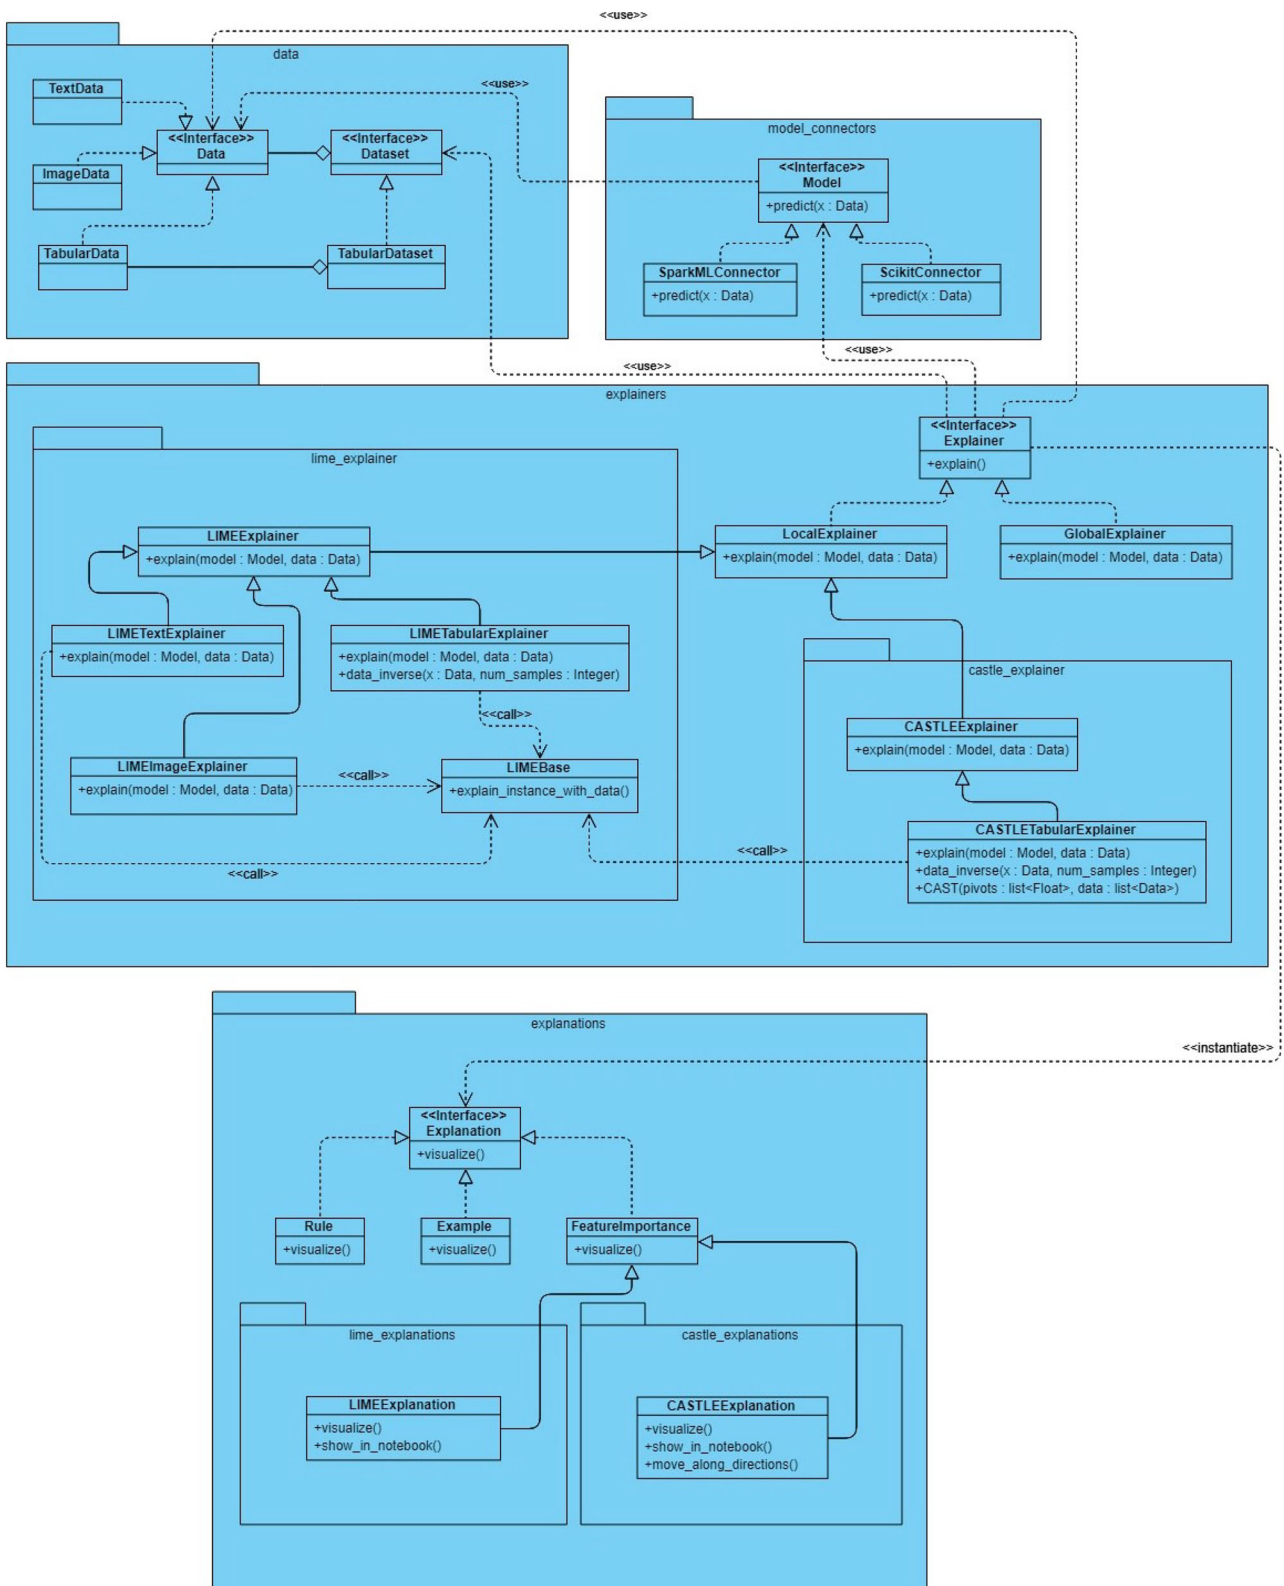 <<use>>
data
TextData
<<use>>
<<Interface>>
Data
<<Interface>>
Dataset
ImageData
TabularData
TabularDataset
model_connectors
<<Interface>>
Model
+predict(x : Data)
SparkMLConnector
+predict(x : Data)
ScikitConnector
+predict(x : Data)
<<use>>
<<use>>
explainers
<<Interface>>
Explainer
+explain()
lime_explainer
LIMEExplainer
+explain(model : Model, data : Data)
LocalExplainer
+explain(model : Model, data : Data)
GlobalExplainer
+explain(model : Model, data : Data)
LIMETextExplainer
+explain(model : Model, data : Data)
LIMETabularExplainer
+explain(model : Model, data : Data)
+data_inverse(x : Data, num_samples : Integer)
castle_explainer
<<call>>
CASTLEExplainer
+explain(model : Model, data : Data)
LIMEImageExplainer
+explain(model : Model, data : Data)
<<call>>
LIMEBase
+explain_instance_with_data()
CASTLETabularExplainer
+explain(model : Model, data : Data)
+data_inverse(x : Data, num_samples : Integer)
+CAST(pivots : list<Float>, data : list<Data>)
<<call>>
<<call>>
explanations
<<instantiate>>
<<Interface>>
Explanation
+visualize()
Rule
+visualize()
Example
+visualize()
FeatureImportance
+visualize()
lime_explanations
castle_explanations
LIMEExplanation
+visualize()
+show_in_notebook()
CASTLEExplanation
+visualize()
+show_in_notebook()
+move_along_directions()